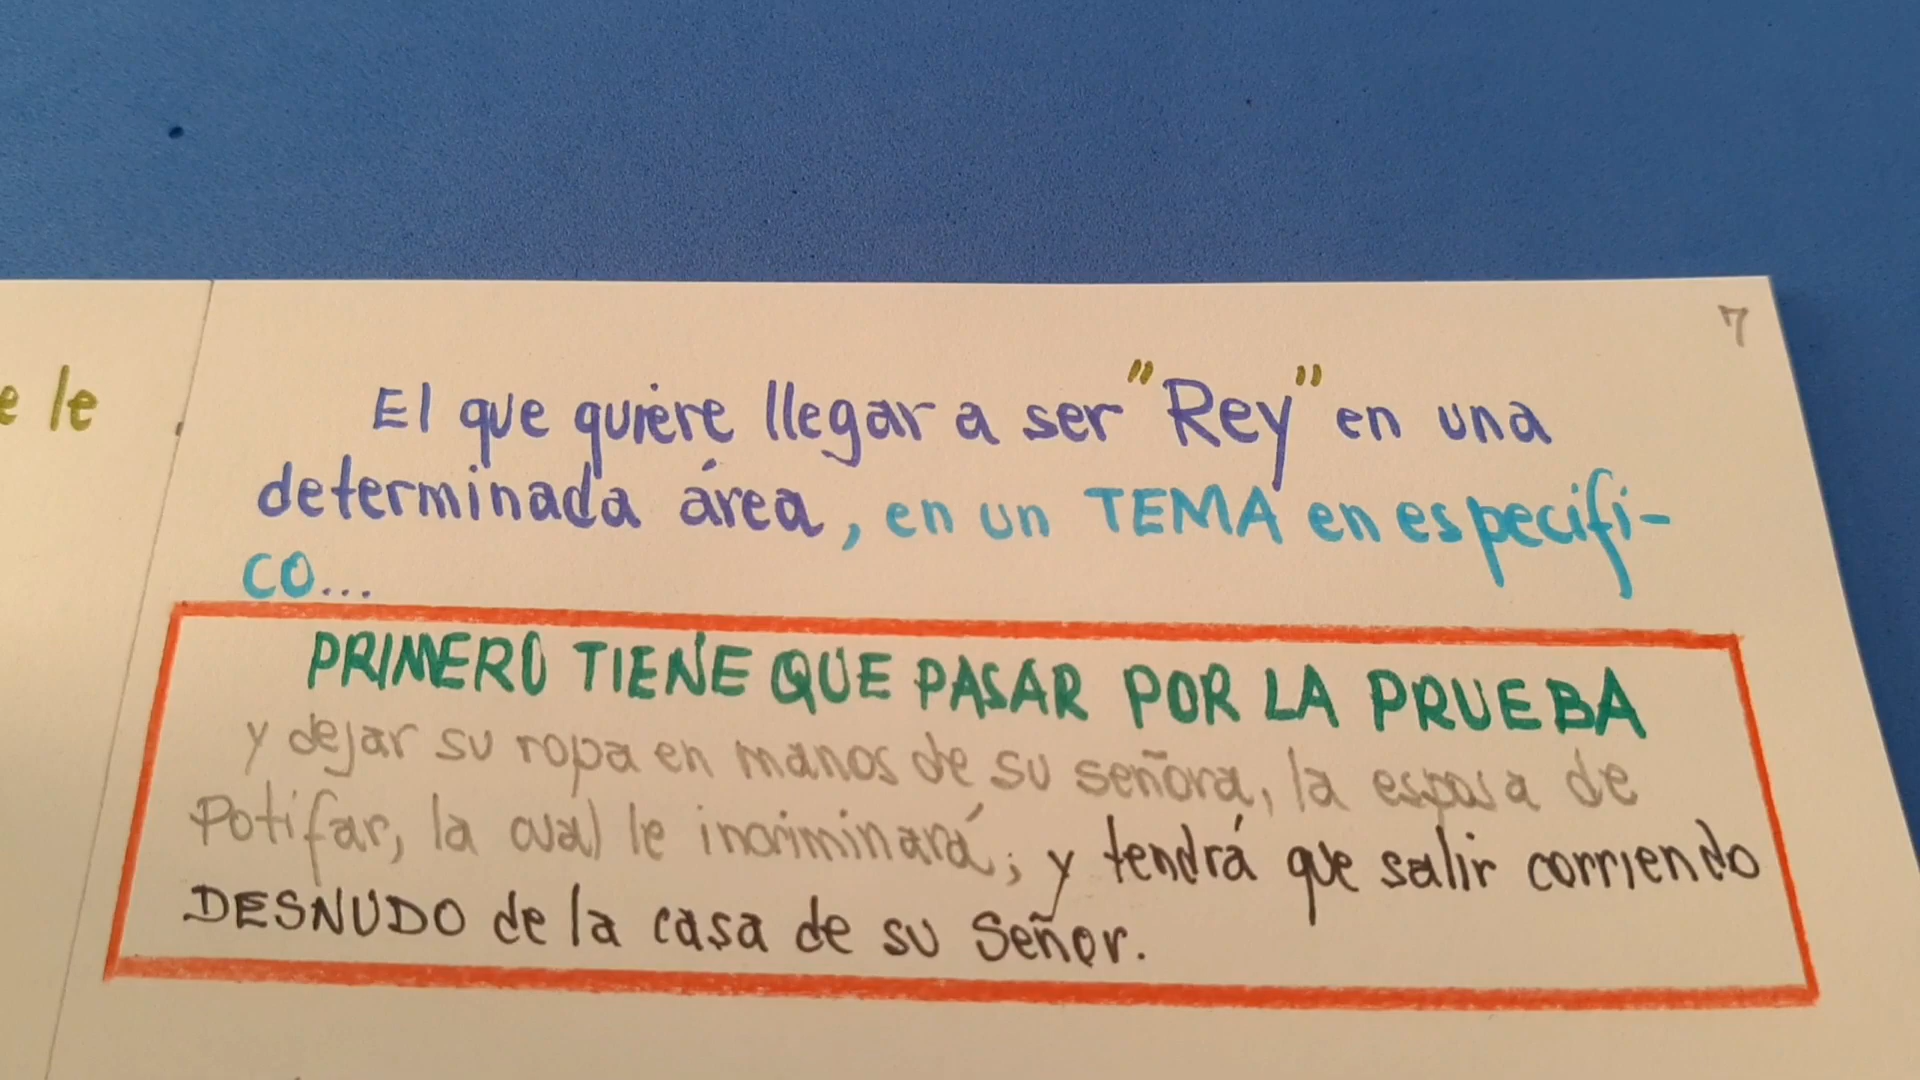 7
e le
El que quiere llegar a ser "Rey" en una
determinada área, en un TEMA en específi-
co...
PRIMERO TIENE QUE PASAR POR LA PRUEBA
y dejar su ropa en manos de su señora, la esposa de
Potifar, la cual le incriminará; y tendrá que salir corriendo
DESNUDO de la casa de su Señor.